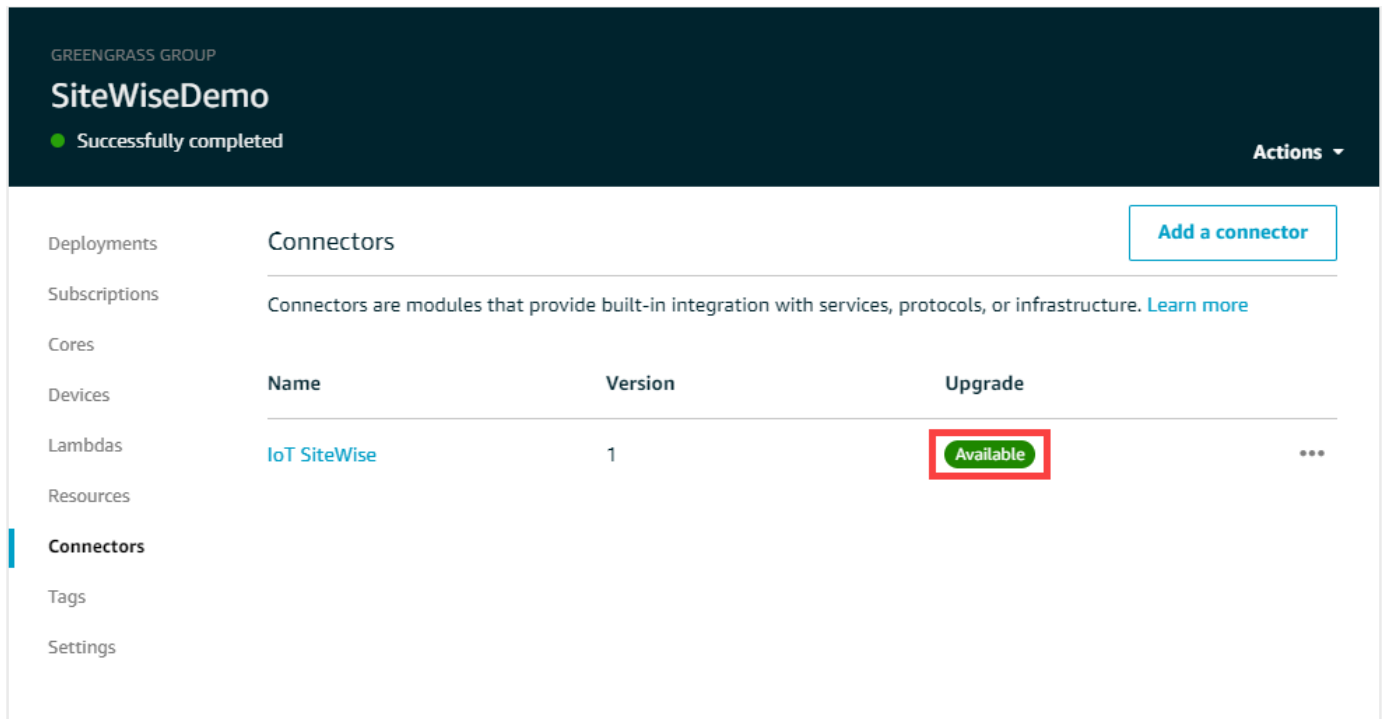 GREENGRASS GROUP
SiteWiseDemo
Successfully completed
Actions
Deployments
Subscriptions
Cores
Devices
Lambdas
Resources
Connectors
Tags
Settings
Connectors
Add a connector
Connectors are modules that provide built-in integration with services, protocols, or infrastructure. Learn more
Name Version Upgrade
IoT SiteWise 1 Available